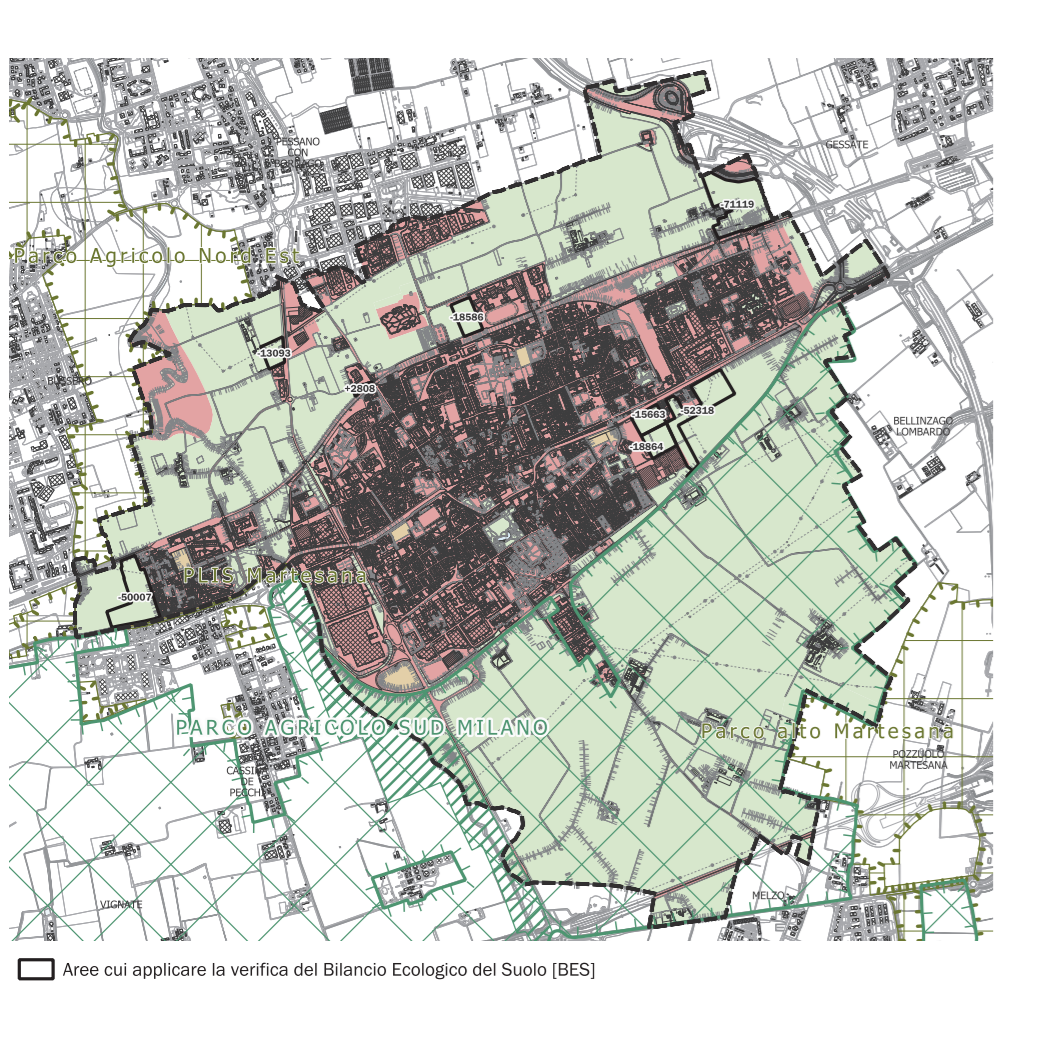 PESSANO
CON
BORNAGO
GESSATE
-71119
Parco Agricolo Nord Est
-18586
-13093
+2808
BUSSERO
-15663
-52318
BELLINZAGO
LOMBARDO
-18864
PLIS Martesana
-50007
PARCO AGRICOLO SUD MILANO
Parco alto Martesana
POZZUOLO
MARTESANA
CASSINA
DE
PECCHI
VIGNATE
MELZO
Aree cui applicare la verifica del Bilancio Ecologico del Suolo [BES]